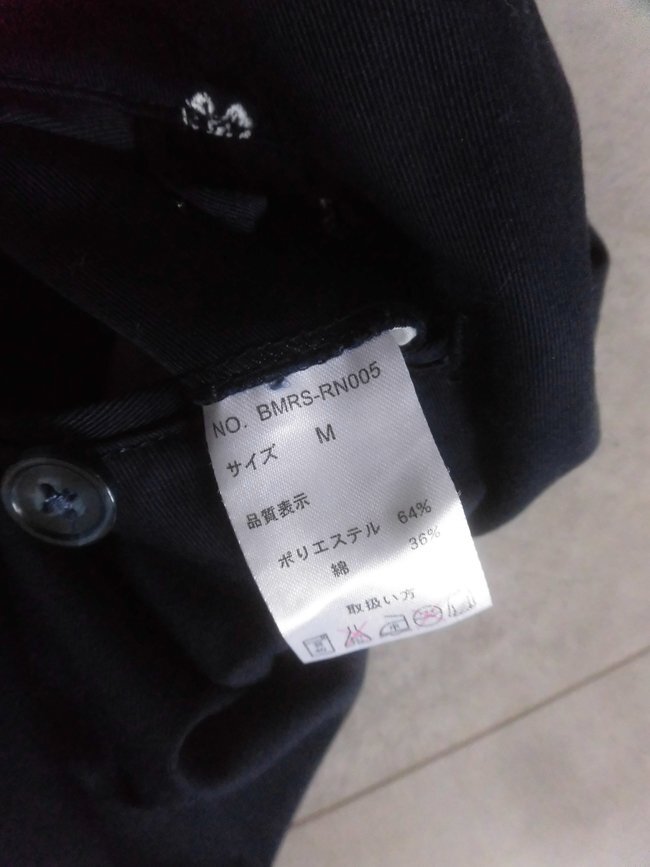 NO. BMRS-RN005
サイズ M
品質表示
ポリエステル 64%
綿 36%
取扱い方